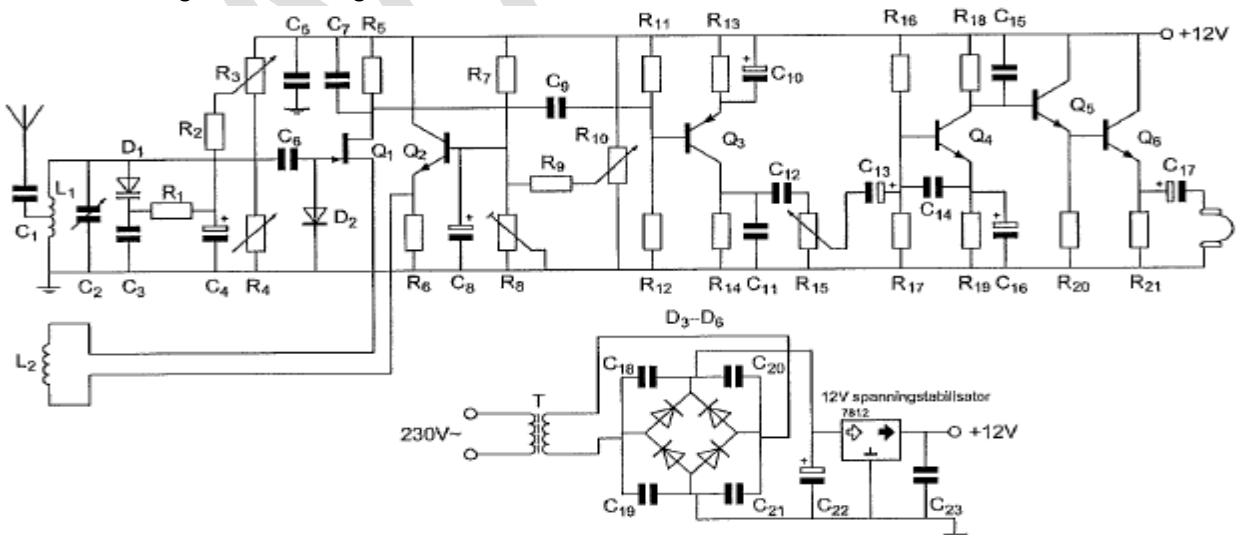 R3
C5
C7
R5
R11
R13
R16
R18
C15
+12V
R7
C9
+
C10
R2
C6
Q1
Q2
R10
Q3
Q4
Q5
Q6
D1
L1
R1
R9
C12
C13
+
C14
+
C17
C1
+
D2
+
+
C2
C3
C4
R4
R6
C8
R8
R12
R14
C11
R15
R17
R19
C16
R20
R21
L2
D3--D6
C18
C20
T
12V spanningstabilisator
7812
230V~
+12V
+
C19
C21
C22
C23